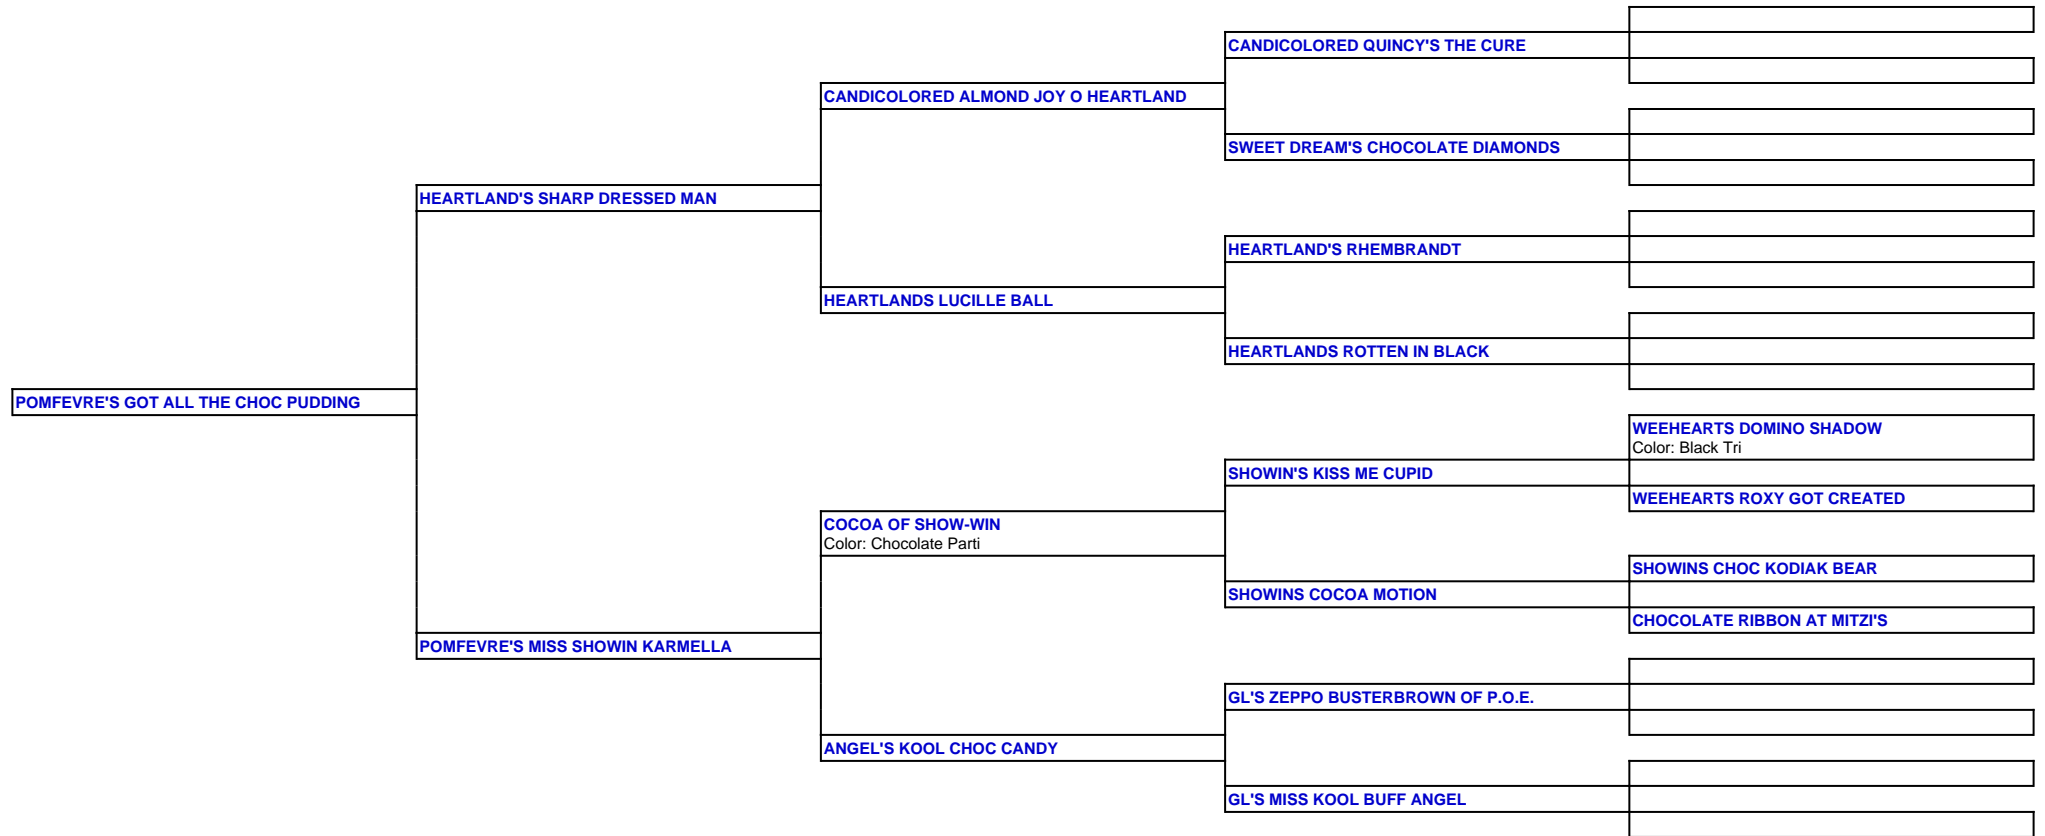 CANDICOLORED QUINCY'S THE CURE
CANDICOLORED ALMOND JOY O HEARTLAND
SWEET DREAM'S CHOCOLATE DIAMONDS
HEARTLAND'S SHARP DRESSED MAN
HEARTLAND'S RHEMBRANDT
HEARTLANDS LUCILLE BALL
HEARTLANDS ROTTEN IN BLACK
POMFEVRE'S GOT ALL THE CHOC PUDDING
WEEHEARTS DOMINO SHADOW
Color: Black Tri
SHOWIN'S KISS ME CUPID
WEEHEARTS ROXY GOT CREATED
COCOA OF SHOW-WIN
Color: Chocolate Parti
SHOWINS CHOC KODIAK BEAR
SHOWINS COCOA MOTION
CHOCOLATE RIBBON AT MITZI'S
POMFEVRE'S MISS SHOWIN KARMELLA
GL'S ZEPPO BUSTERBROWN OF P.O.E.
ANGEL'S KOOL CHOC CANDY
GL'S MISS KOOL BUFF ANGEL